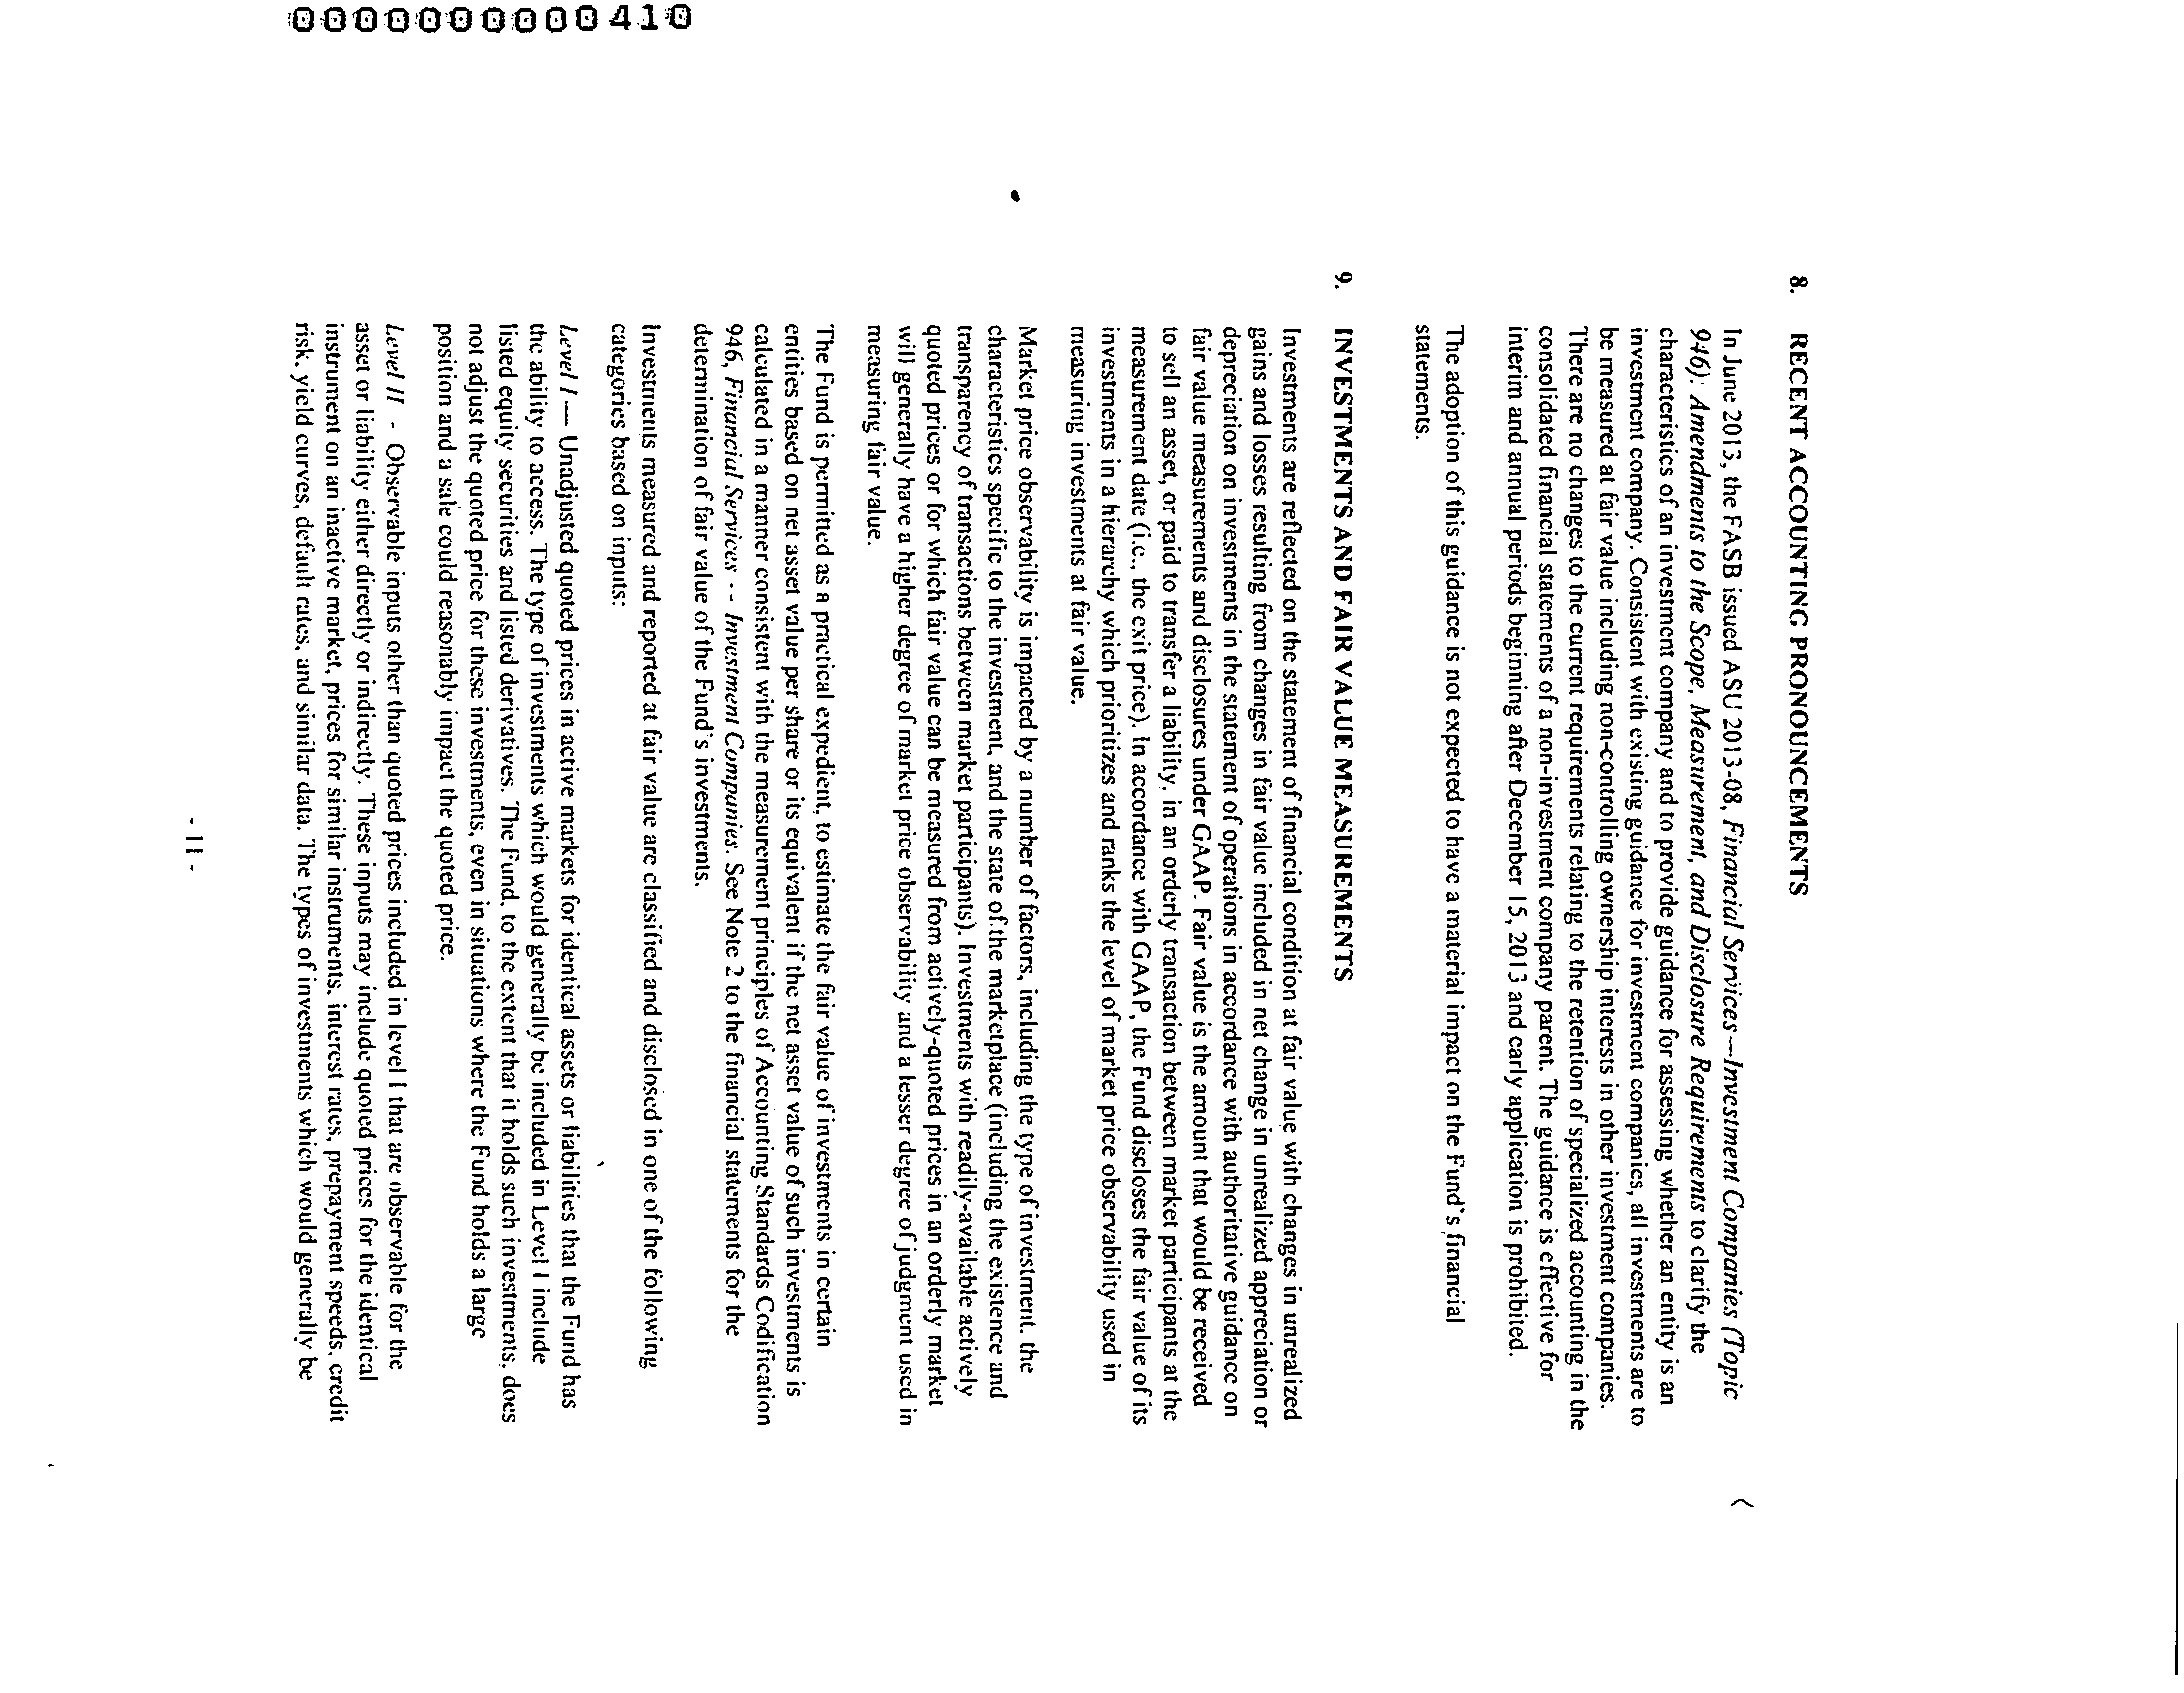 0000000000410
8. RECENT ACCOUNTING PRONOUNCEMENTS
In June 2013, the FASB issued ASU 2013-08, Financial Services—Investment Companies (Topic
946): Amendments to the Scope, Measurement, and Disclosure Requirements to clarify the
characteristics of an investment company and to provide guidance for assessing whether an entity is an
investment company. Consistent with existing guidance for investment companies, all investments are to
be measured at fair value including non-controlling ownership interests in other investment companies.
There are no changes to the current requirements relating to the retention of specialized accounting in the
consolidated financial statements of a non-investment company parent. The guidance is effective for
interim and annual periods beginning after December 15, 2013 and early application is prohibited.
The adoption of this guidance is not expected to have a material impact on the Fund's financial
statements.
9. INVESTMENTS AND FAIR VALUE MEASUREMENTS
Investments are reflected on the statement of financial condition at fair value with changes in unrealized
gains and losses resulting from changes in fair value included in net change in unrealized appreciation or
depreciation on investments in the statement of operations in accordance with authoritative guidance on
fair value measurements and disclosures under GAAP. Fair value is the amount that would be received
to sell an asset, or paid to transfer a liability, in an orderly transaction between market participants at the
measurement date (i.e., the exit price). In accordance with GAAP, the Fund discloses the fair value of its
investments in a hierarchy which prioritizes and ranks the level of market price observability used in
measuring investments at fair value.
Market price observability is impacted by a number of factors, including the type of investment, the
characteristics specific to the investment, and the state of the marketplace (including the existence and
transparency of transactions between market participants). Investments with readily-available actively
quoted prices or for which fair value can be measured from actively-quoted prices in an orderly market
will generally have a higher degree of market price observability and a lesser degree of judgment used in
measuring fair value.
The Fund is permitted as a practical expedient, to estimate the fair value of investments in certain
entities based on net asset value per share or its equivalent if the net asset value of such investments is
calculated in a manner consistent with the measurement principles of Accounting Standards Codification
946, Financial Services - - Investment Companies. See Note 2 to the financial statements for the
determination of fair value of the Fund's investments.
Investments measured and reported at fair value are classified and disclosed in one of the following
categories based on inputs:
Level I — Unadjusted quoted prices in active markets for identical assets or liabilities that the Fund has
the ability to access. The type of investments which would generally be included in Level I include
listed equity securities and listed derivatives. The Fund, to the extent that it holds such investments, does
not adjust the quoted price for these investments, even in situations where the Fund holds a large
position and a sale could reasonably impact the quoted price.
Level II - Observable inputs other than quoted prices included in level I that are observable for the
asset or liability either directly or indirectly. These inputs may include quoted prices for the identical
instrument on an inactive market, prices for similar instruments, interest rates, prepayment speeds, credit
risk, yield curves, default rates, and similar data. The types of investments which would generally be
- 11 -